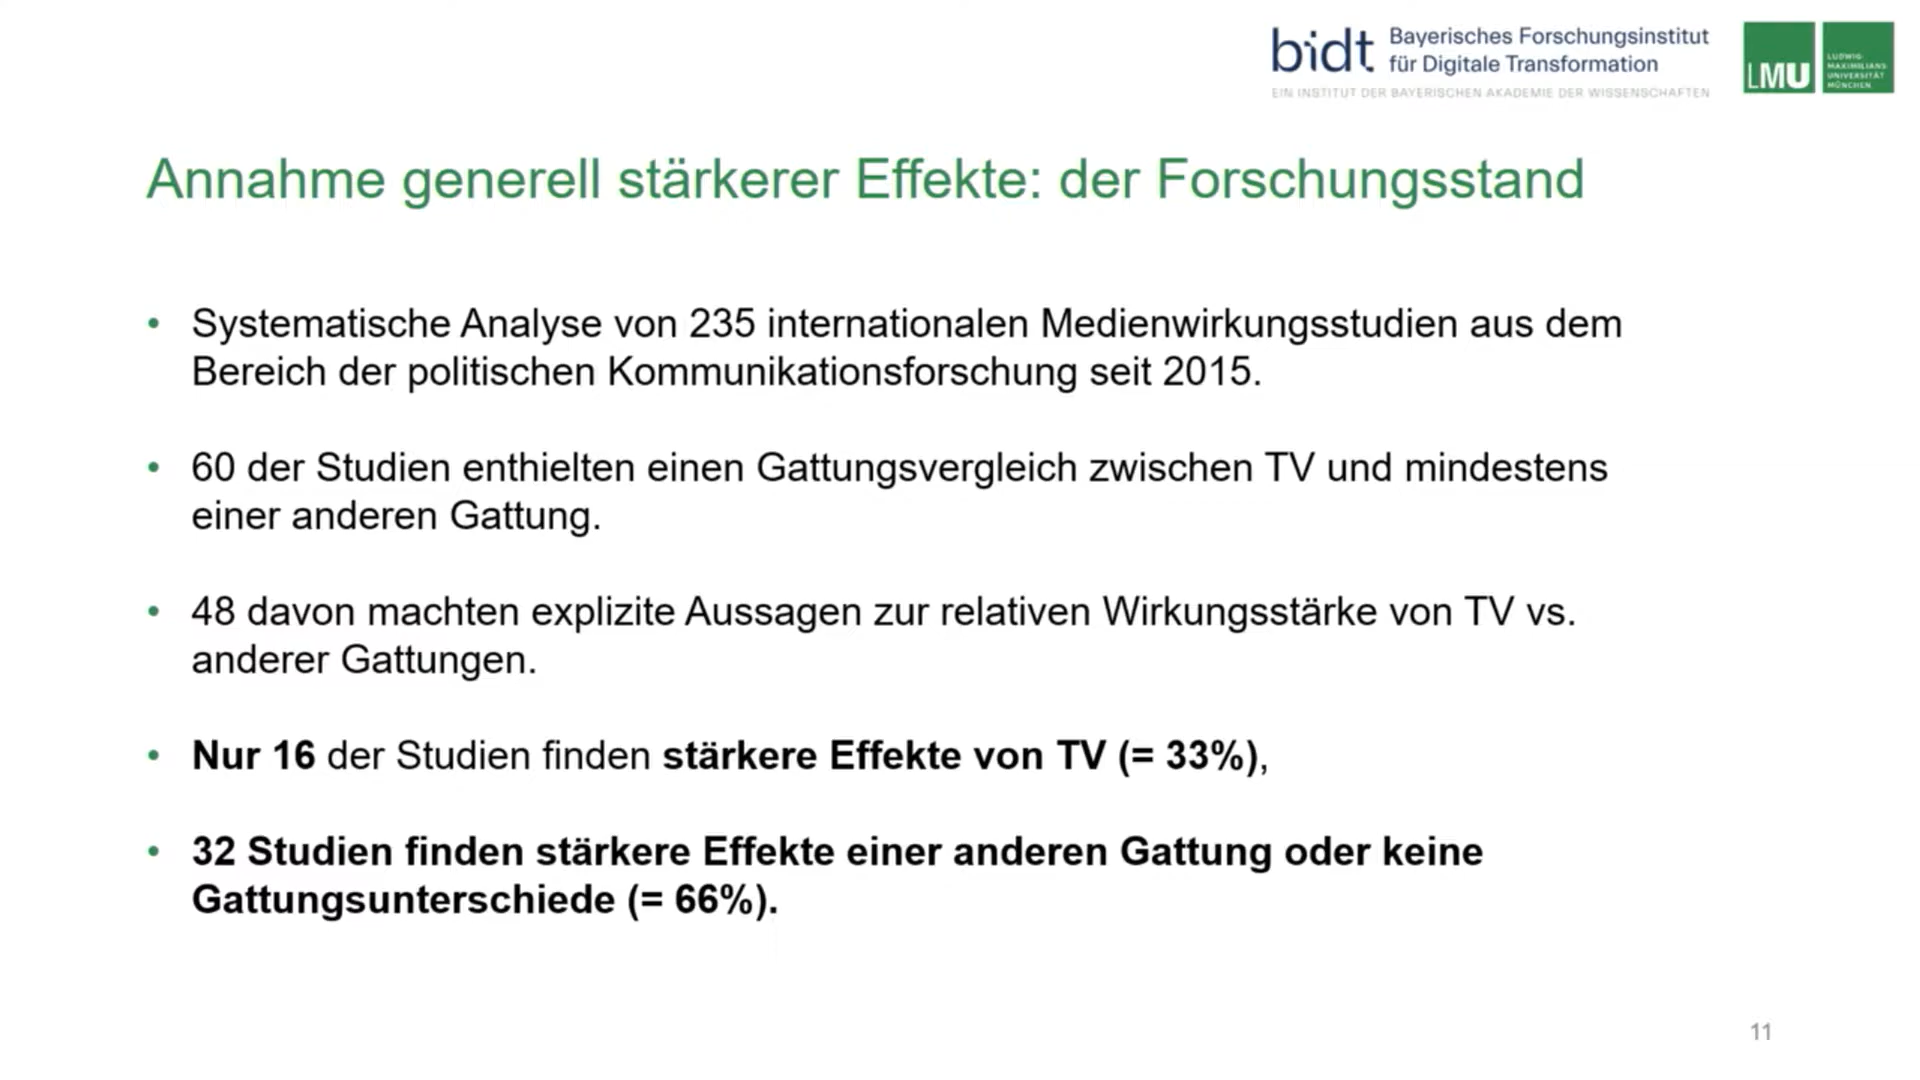 bidt Bayerisches Forschungsinstitut
für Digitale Transformation
EIN INSTITUT DER BAYERISCHEN AKADEMIE DER WISSENSCHAFTEN
LMU
LUDWIG-
MAXIMILIANS-
UNIVERSITÄT
MÜNCHEN
Annahme generell stärkerer Effekte: der Forschungsstand
• Systematische Analyse von 235 internationalen Medienwirkungsstudien aus dem
Bereich der politischen Kommunikationsforschung seit 2015.
• 60 der Studien enthielten einen Gattungsvergleich zwischen TV und mindestens
einer anderen Gattung.
• 48 davon machten explizite Aussagen zur relativen Wirkungsstärke von TV vs.
anderer Gattungen.
• Nur 16 der Studien finden stärkere Effekte von TV (= 33%),
• 32 Studien finden stärkere Effekte einer anderen Gattung oder keine
Gattungsunterschiede (= 66%).
11